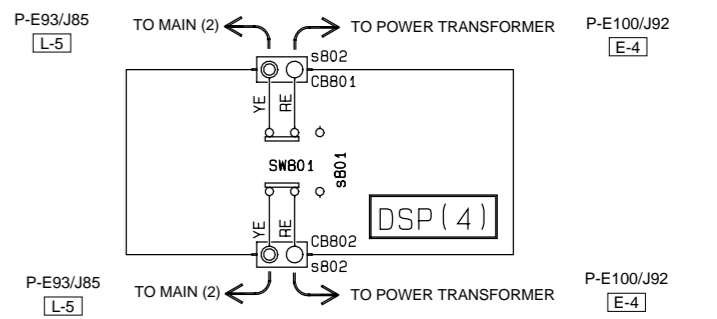 P-E93/J85
L-5
TO MAIN (2)
TO POWER TRANSFORMER
P-E100/J92
E-4
s802
CB801
YE
RE
SW801
s801
DSP(4)
YE
RE
CB802
s802
P-E93/J85
L-5
TO MAIN (2)
TO POWER TRANSFORMER
P-E100/J92
E-4